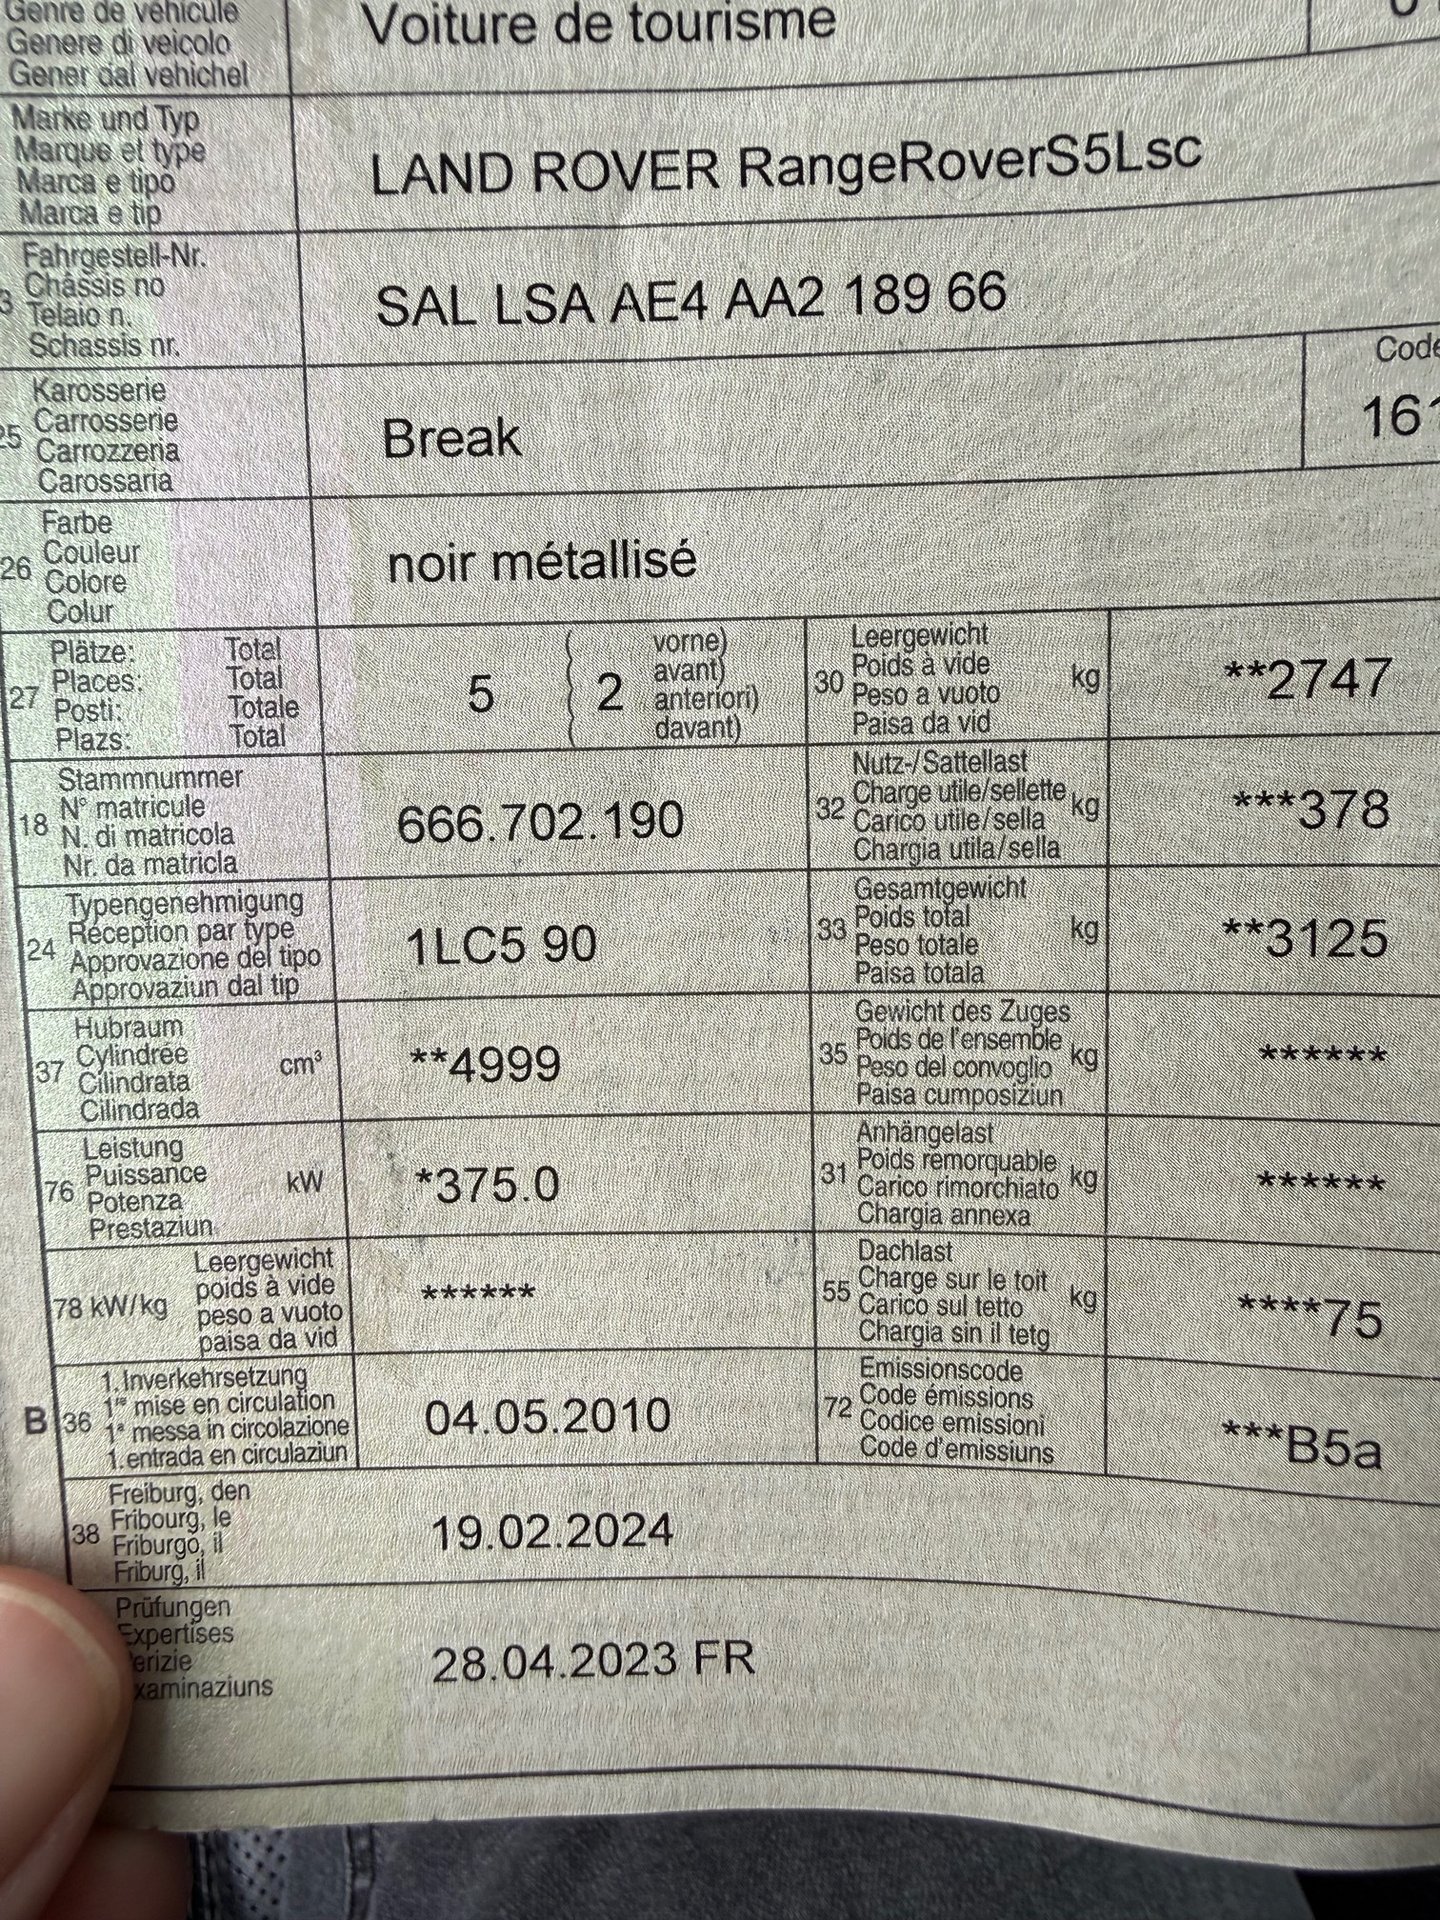 Genre de véhicule
Genere di veicolo
Gener dal vehichel
Voiture de tourisme
Marke und Typ
Marque et type
Marca e tipo
Marca e tip
LAND ROVER RangeRoverS5Lsc
Fahrgestell-Nr.
Châssis no
Telaio n.
Schassis nr.
SAL LSA AE4 AA2 189 66
25
Karosserie
Carrosserie
Carrozzeria
Carossaria
Break
26
Farbe
Couleur
Colore
Colur
noir métallisé
27
Plätze: Total
Places: Total
Posti: Totale
Plazs: Total
5 2
vorne)
avant)
anteriori)
davant)
30
Leergewicht
Poids à vide
Peso a vuoto
Paisa da vid
kg
**2747
18
Stammnummer
N° matricule
N. di matricola
Nr. da matricla
666.702.190
32
Nutz-/Sattellast
Charge utile/sellette
Carico utile/sella
Chargia utila/sella
kg
***378
24
Typengenehmigung
Réception par type
Approvazione del tipo
Approvaziun dal tip
1LC5 90
33
Gesamtgewicht
Poids total
Peso totale
Paisa totala
kg
**3125
37
Hubraum
Cylindrée
Cilindrata
Cilindrada
cm³
**4999
35
Gewicht des Zuges
Poids de l'ensemble
Peso del convoglio
Paisa cumposiziun
kg
******
76
Leistung
Puissance
Potenza
Prestaziun
kW
*375.0
31
Anhängelast
Poids remorquable
Carico rimorchiato
Chargia annexa
kg
******
78 kW/kg
Leergewicht
poids à vide
peso a vuoto
paisa da vid
******
55
Dachlast
Charge sur le toit
Carico sul tetto
Chargia sin il tetg
kg
****75
B 36
1. Inverkehrsetzung
1re mise en circulation
1a messa in circolazione
1. entrada en circulaziun
04.05.2010
72
Emissionscode
Code émissions
Codice emissioni
Code d'emissiuns
***B5a
38
Freiburg, den
Fribourg, le
Friburgo, il
Friburg, il
19.02.2024
Prüfungen
Expertises
erizie
xaminaziuns
28.04.2023 FR